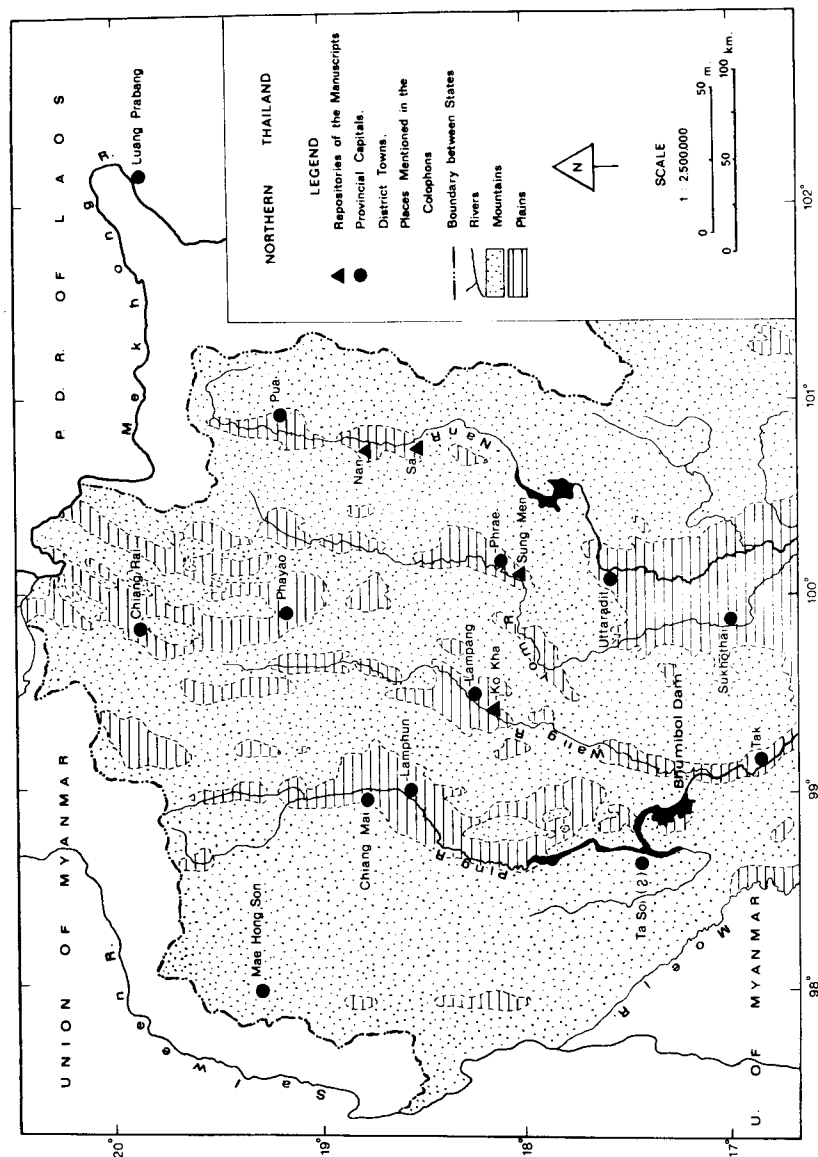 UNION OF MYANMAR
P. D. R. OF LAOS
NORTHERN THAILAND
LEGEND
Repositories of the Manuscripts
Provincial Capitals.
District Towns.
Places Mentioned in the
Colophons
Boundary between States
Rivers
Mountains
Plains
N
SCALE
1 : 2.500.000
0 50 m.
0 50 100 km.
Salween R.
Mekhong R.
Luang Prabang
Mae Hong Son
Chiang Rai
Phayao
Pua
Nan
Sa
Nan R.
Chiang Mai
Lamphun
Ping R.
Lampang
Ko Kha
Wang R.
Phrae
Sung Men
Yom R.
Uttaradit
Sukhothai
Bhumibol Dam
Tak
Ta Soi (?)
Moei R.
U. OF MYANMAR
20°
19°
18°
17°
98°
99°
100°
101°
102°